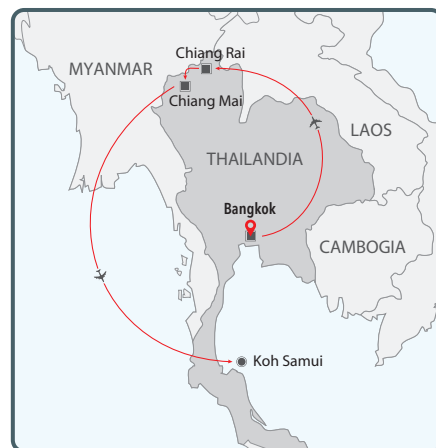 Chiang Rai
MYANMAR
Chiang Mai
LAOS
THAILANDIA
Bangkok
CAMBOGIA
Koh Samui